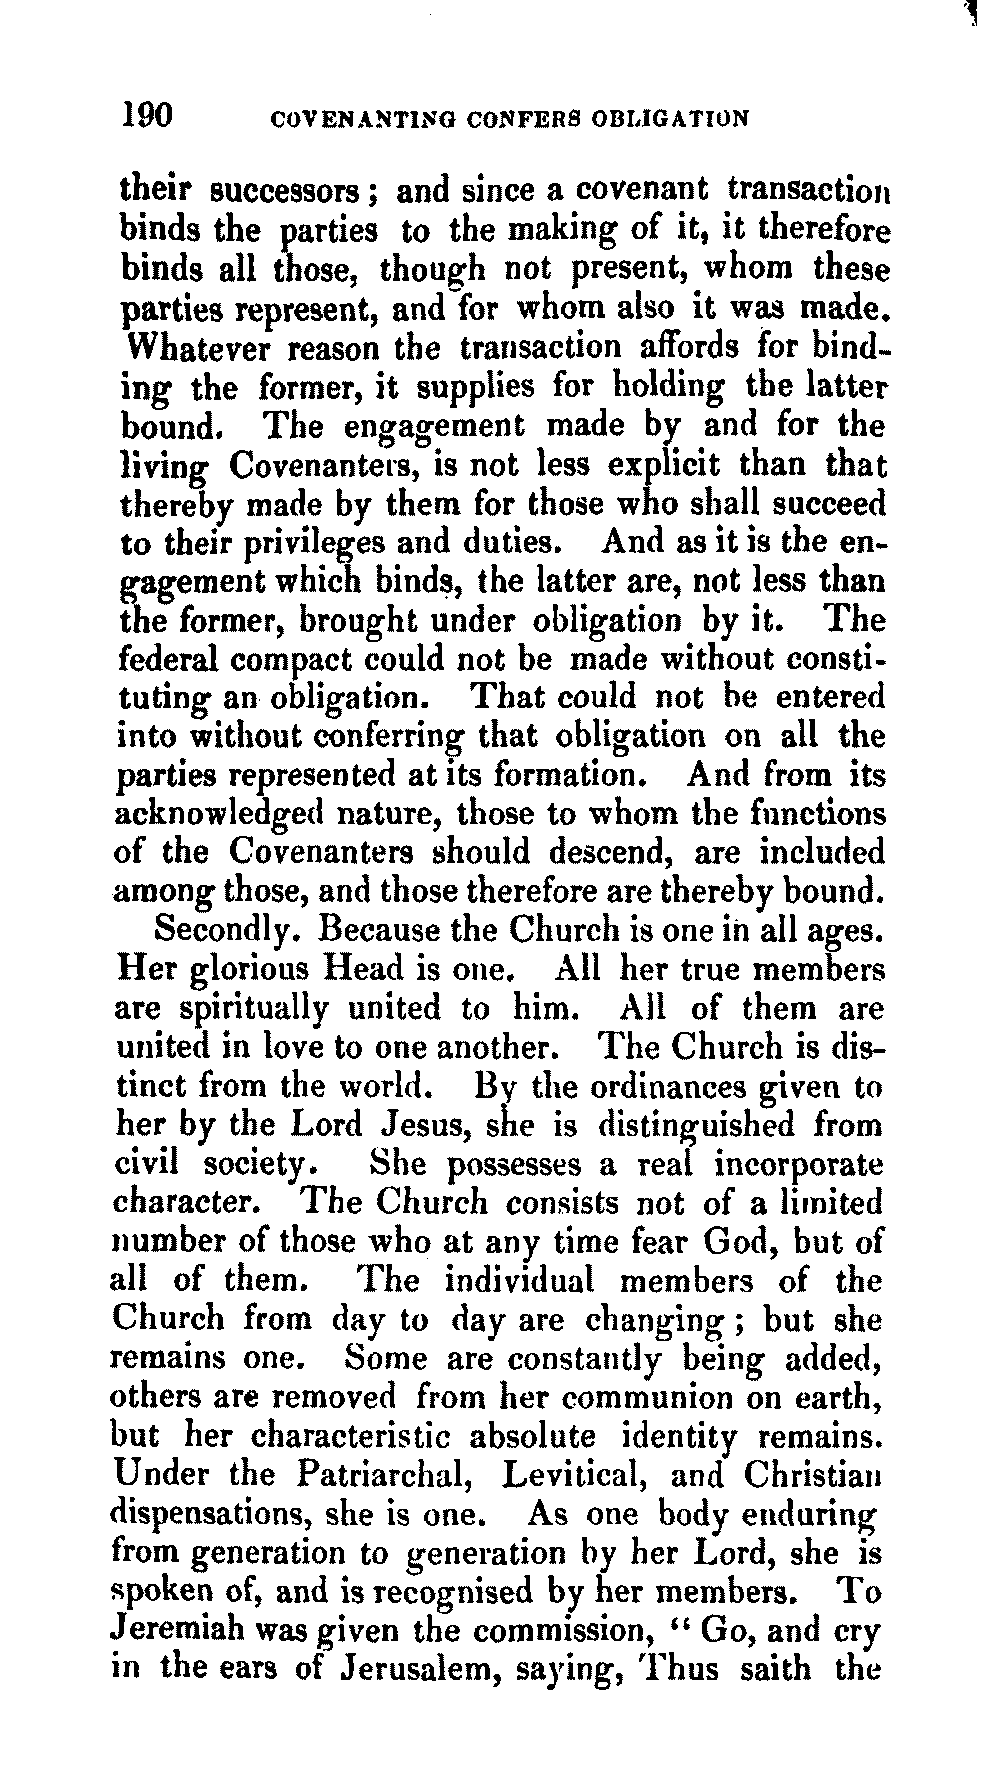 190 COVENANTING CONFERS OBLIGATION
their successors; and since a covenant transaction
binds the parties to the making of it, it therefore
binds all those, though not present, whom these
parties represent, and for whom also it was made.
Whatever reason the transaction affords for bind-
ing the former, it supplies for holding the latter
bound. The engagement made by and for the
living Covenanters, is not less explicit than that
thereby made by them for those who shall succeed
to their privileges and duties. And as it is the en-
gagement which binds, the latter are, not less than
the former, brought under obligation by it. The
federal compact could not be made without consti-
tuting an obligation. That could not be entered
into without conferring that obligation on all the
parties represented at its formation. And from its
acknowledged nature, those to whom the functions
of the Covenanters should descend, are included
among those, and those therefore are thereby bound.
Secondly. Because the Church is one in all ages.
Her glorious Head is one. All her true members
are spiritually united to him. All of them are
united in love to one another. The Church is dis-
tinct from the world. By the ordinances given to
her by the Lord Jesus, she is distinguished from
civil society. She possesses a real incorporate
character. The Church consists not of a limited
number of those who at any time fear God, but of
all of them. The individual members of the
Church from day to day are changing; but she
remains one. Some are constantly being added,
others are removed from her communion on earth,
but her characteristic absolute identity remains.
Under the Patriarchal, Levitical, and Christian
dispensations, she is one. As one body enduring
from generation to generation by her Lord, she is
spoken of, and is recognised by her members. To
Jeremiah was given the commission, “Go, and cry
in the ears of Jerusalem, saying, Thus saith the